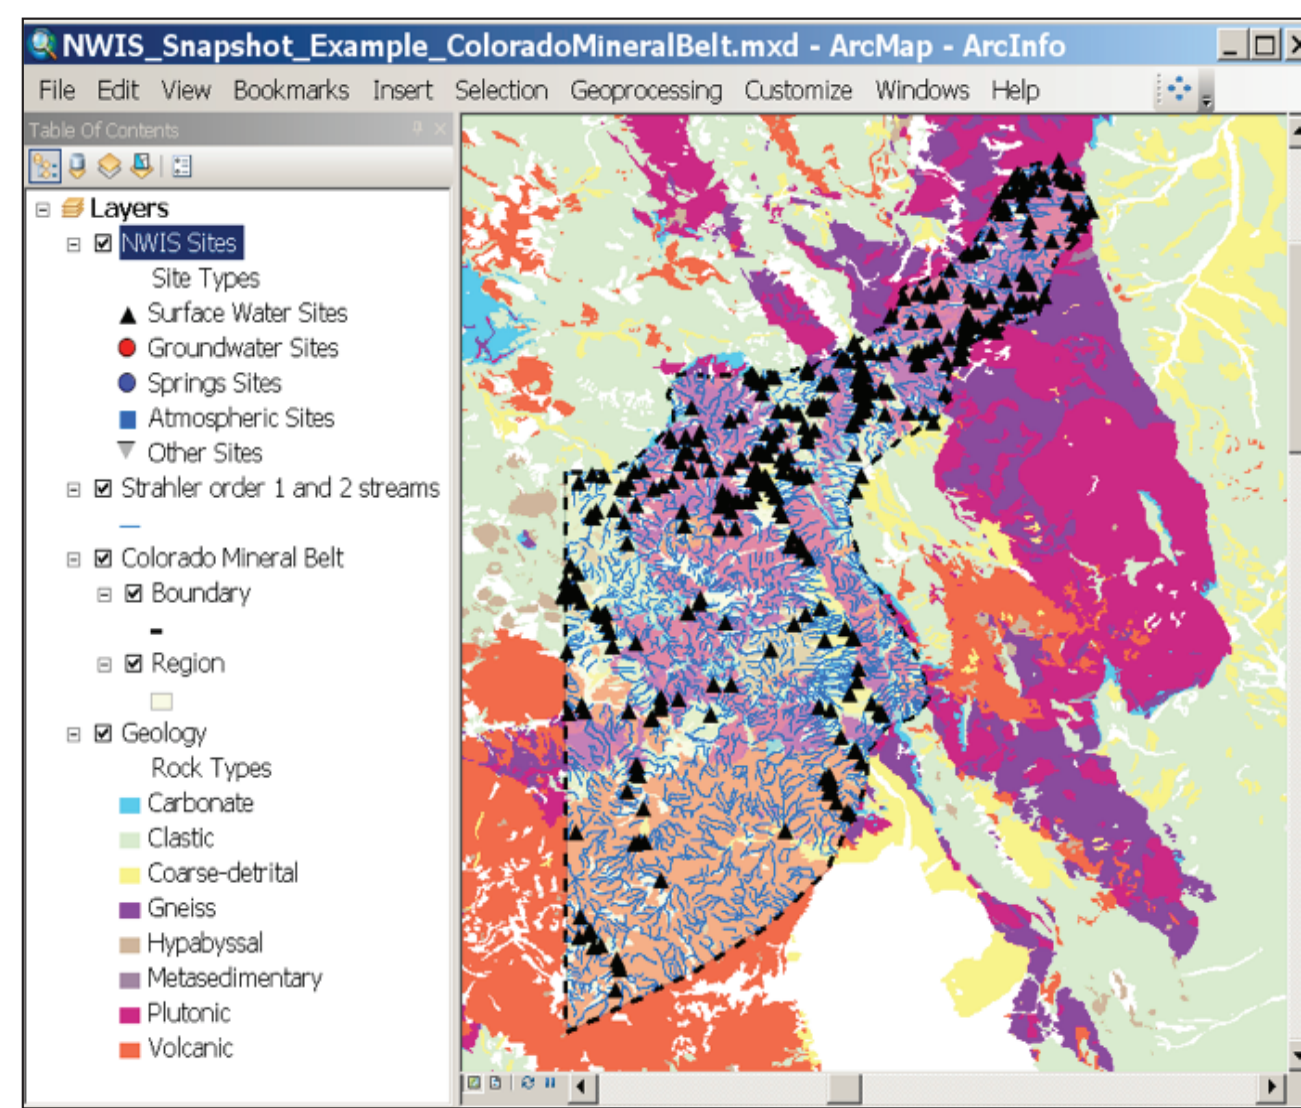 NWIS_Snapshot_Example_ColoradoMineralBelt.mxd - ArcMap - ArcInfo
File Edit View Bookmarks Insert Selection Geoprocessing Customize Windows Help
Table Of Contents
Layers
NWIS Sites
Site Types
Surface Water Sites
Groundwater Sites
Springs Sites
Atmospheric Sites
Other Sites
Strahler order 1 and 2 streams
Colorado Mineral Belt
Boundary
Region
Geology
Rock Types
Carbonate
Clastic
Coarse-detrital
Gneiss
Hypabyssal
Metasedimentary
Plutonic
Volcanic